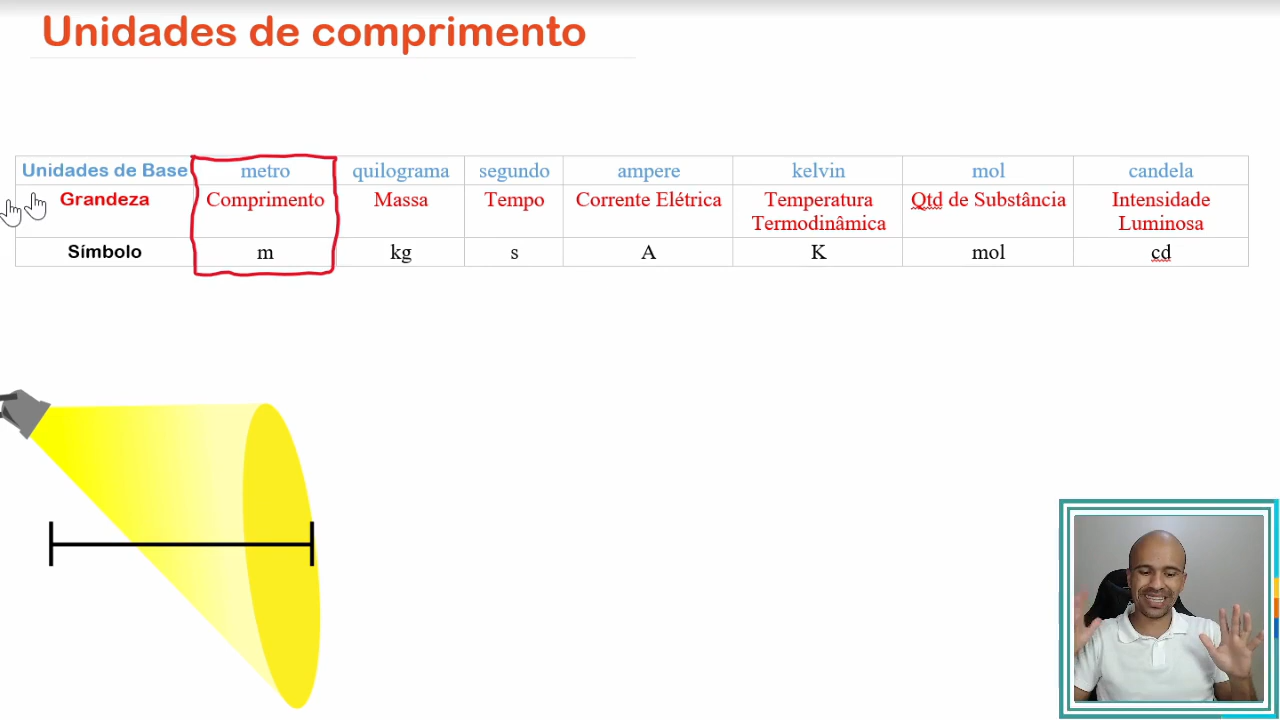 Unidades de comprimento
Unidades de Base metro quilograma segundo ampere kelvin mol candela
Grandeza Comprimento Massa Tempo Corrente Elétrica Temperatura Termodinâmica Qtd de Substância Intensidade Luminosa
Símbolo m kg s A K mol cd